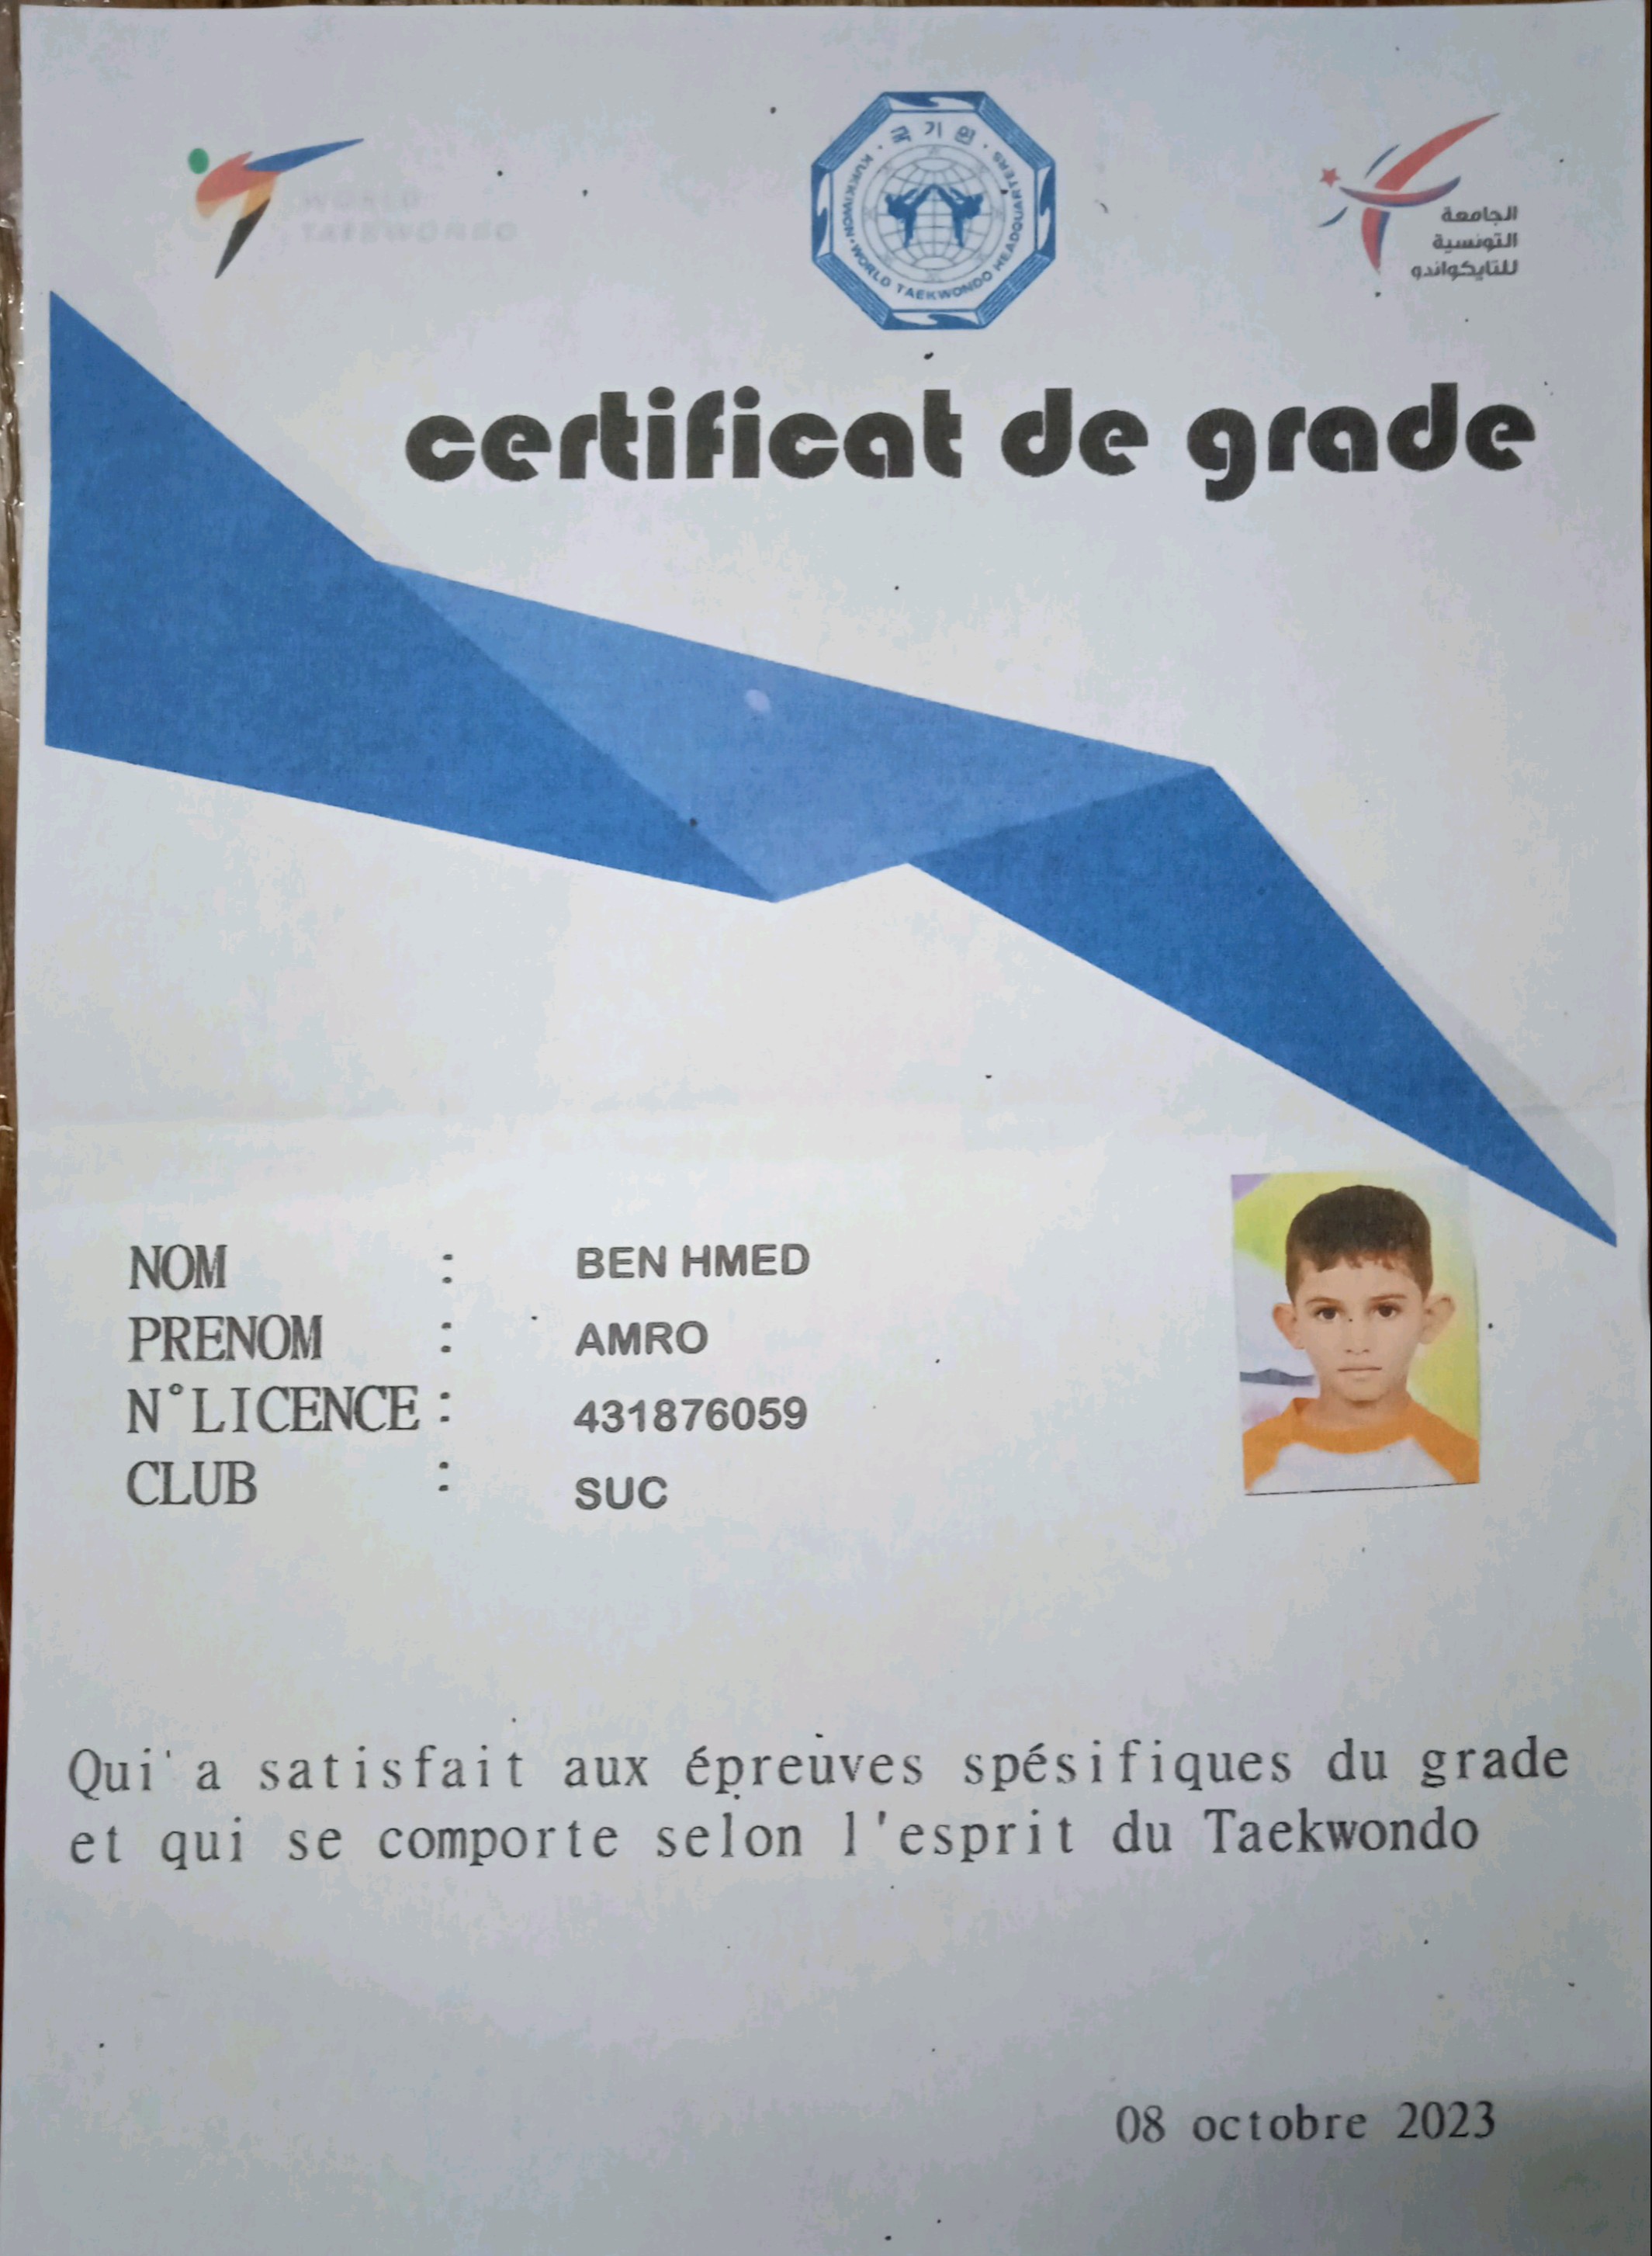 WORLD
TAEKWONDO
국기원
KUKKIWON • WORLD TAEKWONDO HEADQUARTERS
الجامعة
التونسية
للتايكواندو
certificat de grade
NOM : BEN HMED
PRENOM : AMRO
N°LICENCE : 431876059
CLUB : SUC
Qui a satisfait aux épreuves spésifiques du grade
et qui se comporte selon l'esprit du Taekwondo
08 octobre 2023